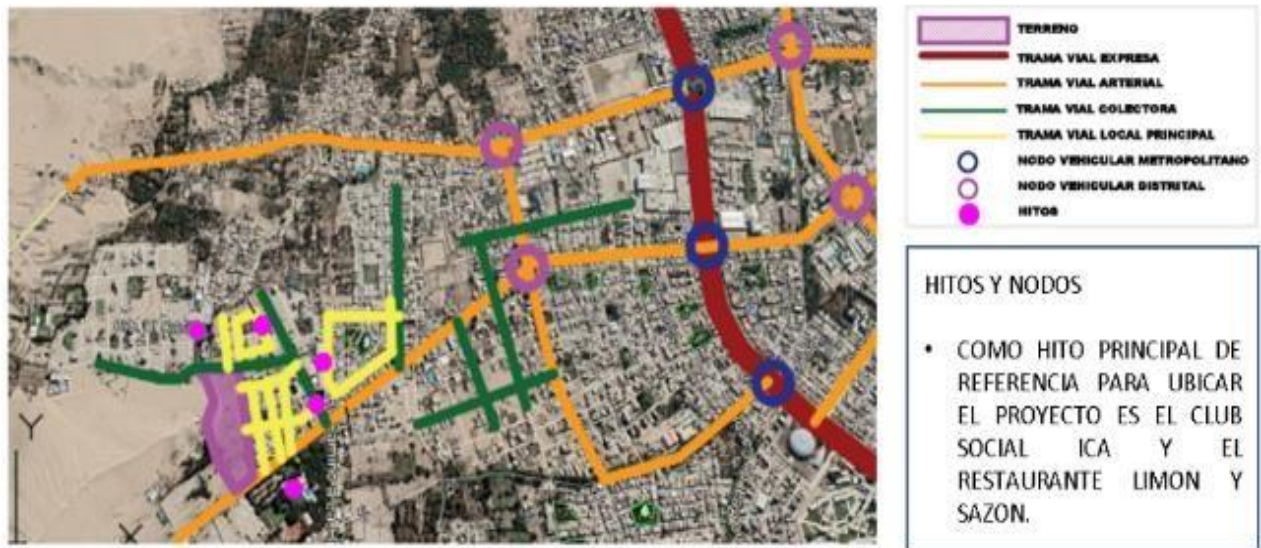 TERRENO
TRAMA VIAL EXPRESA
TRAMA VIAL ARTERIAL
TRAMA VIAL COLECTORA
TRAMA VIAL LOCAL PRINCIPAL
NODO VEHICULAR METROPOLITANO
NODO VEHICULAR DISTRITAL
HITOS
HITOS Y NODOS
• COMO HITO PRINCIPAL DE
REFERENCIA PARA UBICAR
EL PROYECTO ES EL CLUB
SOCIAL ICA Y EL
RESTAURANTE LIMON Y
SAZON.
Y
X